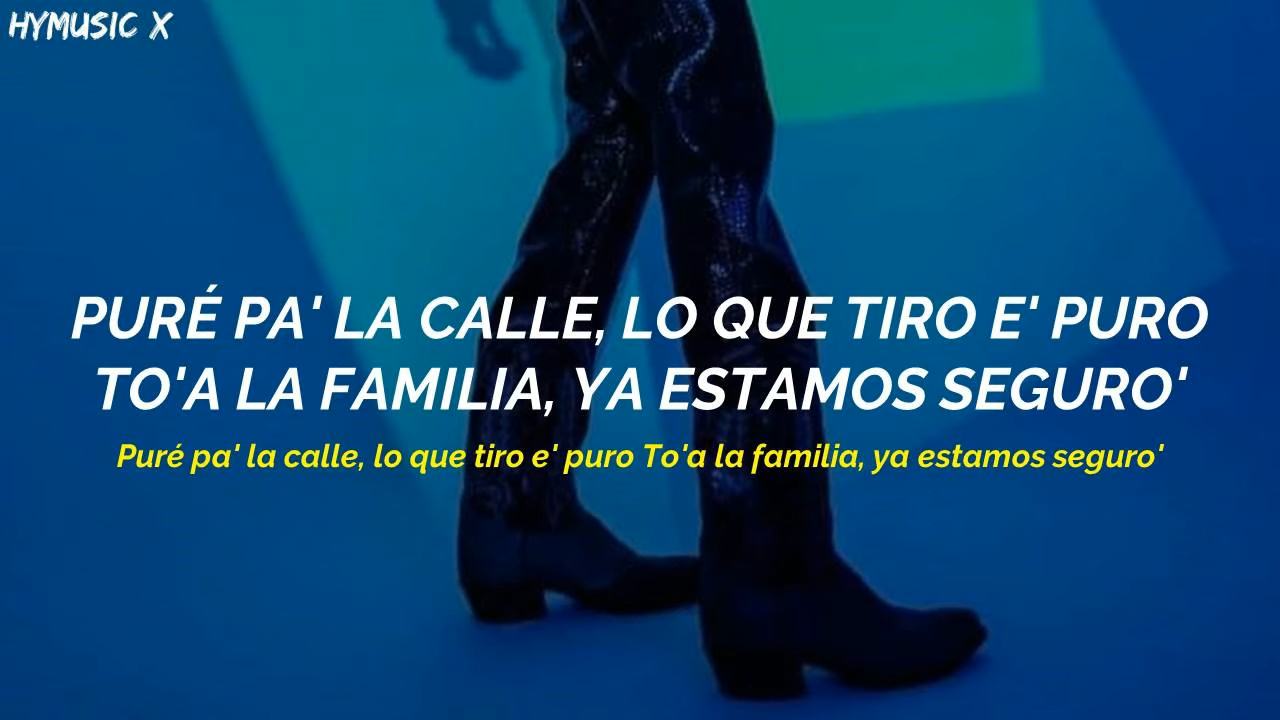 HYMUSIC X
PURÉ PA' LA CALLE, LO QUE TIRO E' PURO
TO'A LA FAMILIA, YA ESTAMOS SEGURO'
Puré pa' la calle, lo que tiro e' puro To'a la familia, ya estamos seguro'